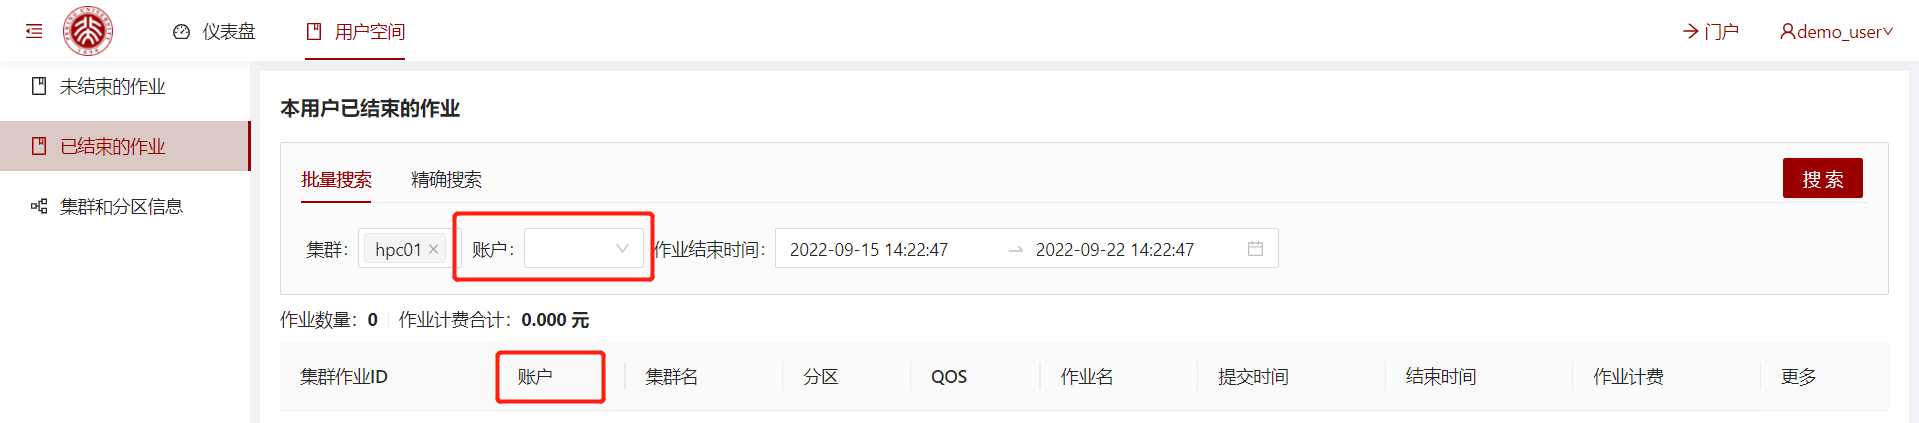 仪表盘 用户空间 门户 demo_user
未结束的作业
已结束的作业
集群和分区信息
本用户已结束的作业
批量搜索 精确搜索 搜 索
集群: hpc01 账户: 作业结束时间: 2022-09-15 14:22:47 2022-09-22 14:22:47
作业数量: 0 作业计费合计: 0.000 元
集群作业ID 账户 集群名 分区 QOS 作业名 提交时间 结束时间 作业计费 更多